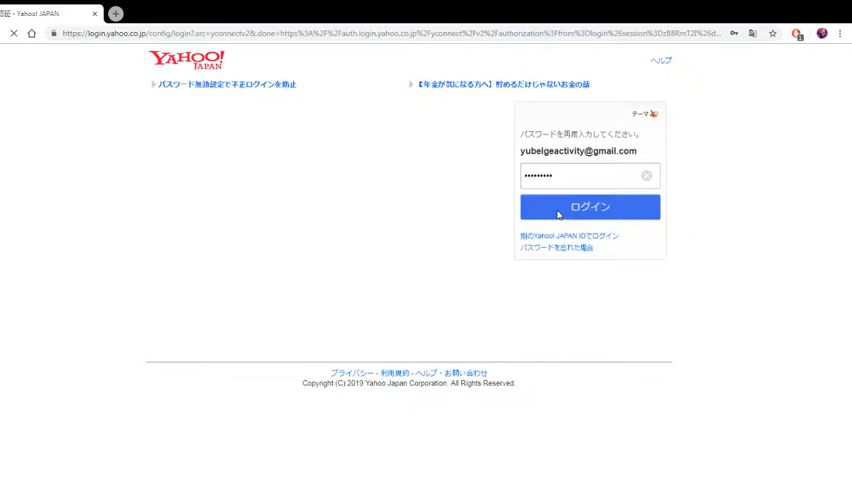 認証 - Yahoo! JAPAN
https://login.yahoo.co.jp/config/login?.src=yconnectv2&.done=https%3A%2F%2Fauth.login.yahoo.co.jp%2Fyconnect%2Fv2%2Fauthorization%3Ffrom%3Dlogin%26session%3DzB8RmT2I%26d...
YAHOO!
JAPAN
ヘルプ
パスワード無効設定で不正ログインを防止
【年金が気になる方へ】貯めるだけじゃないお金の話
テーマ
パスワードを再度入力してください。
yubelgeactivity@gmail.com
•••••••••
ログイン
別のYahoo! JAPAN IDでログイン
パスワードを忘れた場合
プライバシー - 利用規約 - ヘルプ・お問い合わせ
Copyright (C) 2019 Yahoo Japan Corporation. All Rights Reserved.